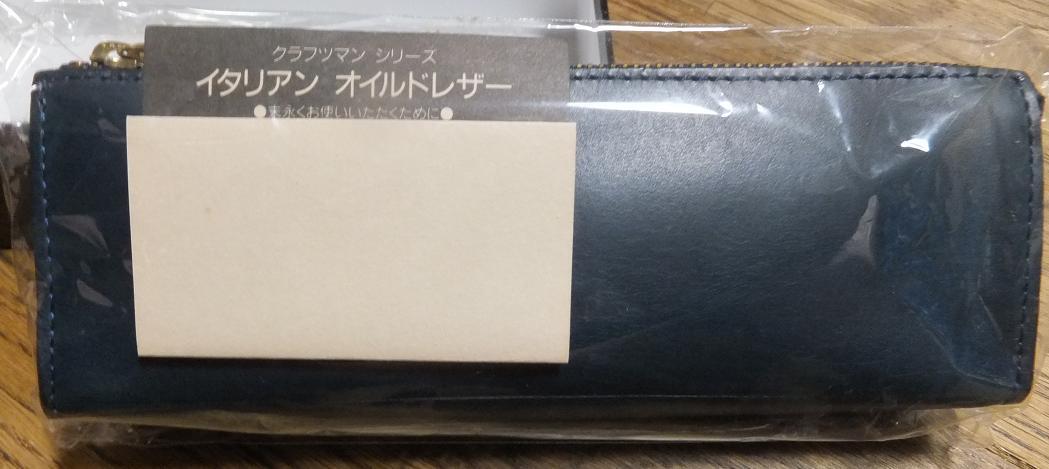 クラフツマン シリーズ
イタリアン オイルドレザー
●末永くお使いいただくために●